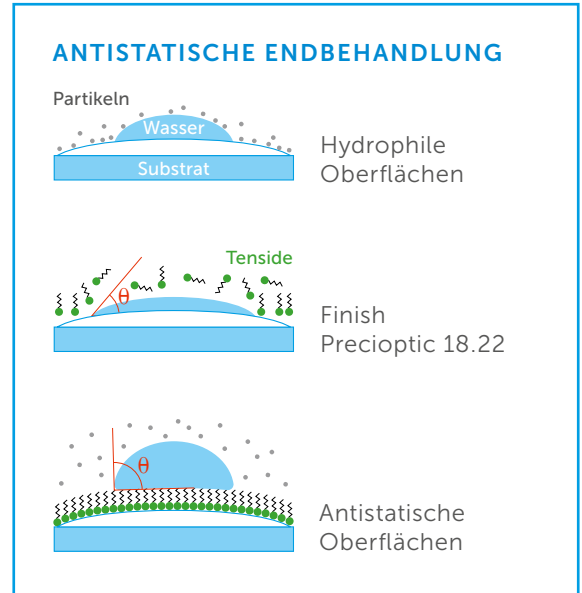 ANTISTATISCHE ENDBEHANDLUNG
Partikeln
Wasser
Substrat
Hydrophile
Oberflächen
Tenside
θ
Finish
Precioptic 18.22
θ
Antistatische
Oberflächen